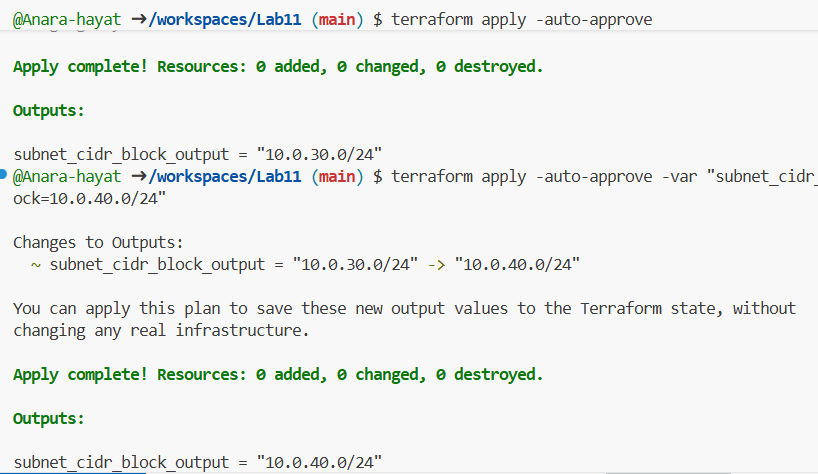 @Anara-hayat ➜/workspaces/Lab11 (main) $ terraform apply -auto-approve
Apply complete! Resources: 0 added, 0 changed, 0 destroyed.
Outputs:
subnet_cidr_block_output = "10.0.30.0/24"
@Anara-hayat ➜/workspaces/Lab11 (main) $ terraform apply -auto-approve -var "subnet_cidr_
ock=10.0.40.0/24"
Changes to Outputs:
~ subnet_cidr_block_output = "10.0.30.0/24" -> "10.0.40.0/24"
You can apply this plan to save these new output values to the Terraform state, without
changing any real infrastructure.
Apply complete! Resources: 0 added, 0 changed, 0 destroyed.
Outputs:
subnet_cidr_block_output = "10.0.40.0/24"